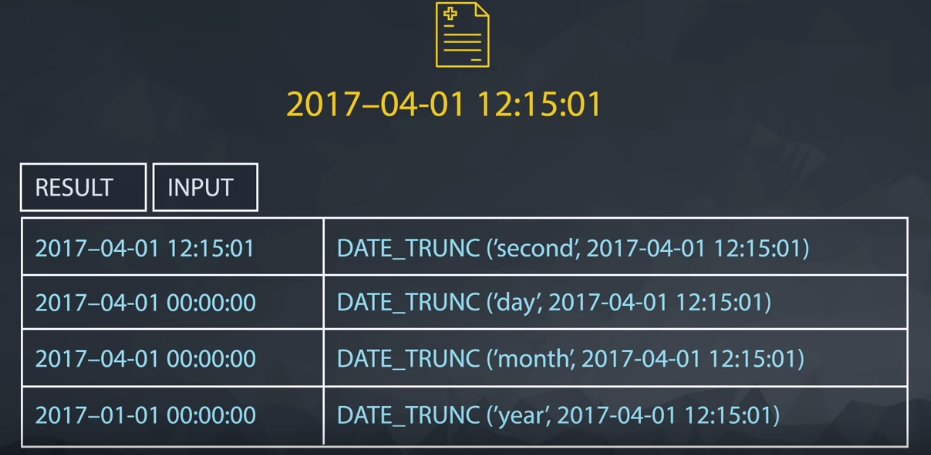 2017–04-01 12:15:01
RESULT INPUT
2017–04-01 12:15:01 DATE_TRUNC (‘second’, 2017-04-01 12:15:01)
2017–04-01 00:00:00 DATE_TRUNC (‘day’, 2017-04-01 12:15:01)
2017–04-01 00:00:00 DATE_TRUNC (‘month’, 2017-04-01 12:15:01)
2017–01-01 00:00:00 DATE_TRUNC (‘year’, 2017-04-01 12:15:01)